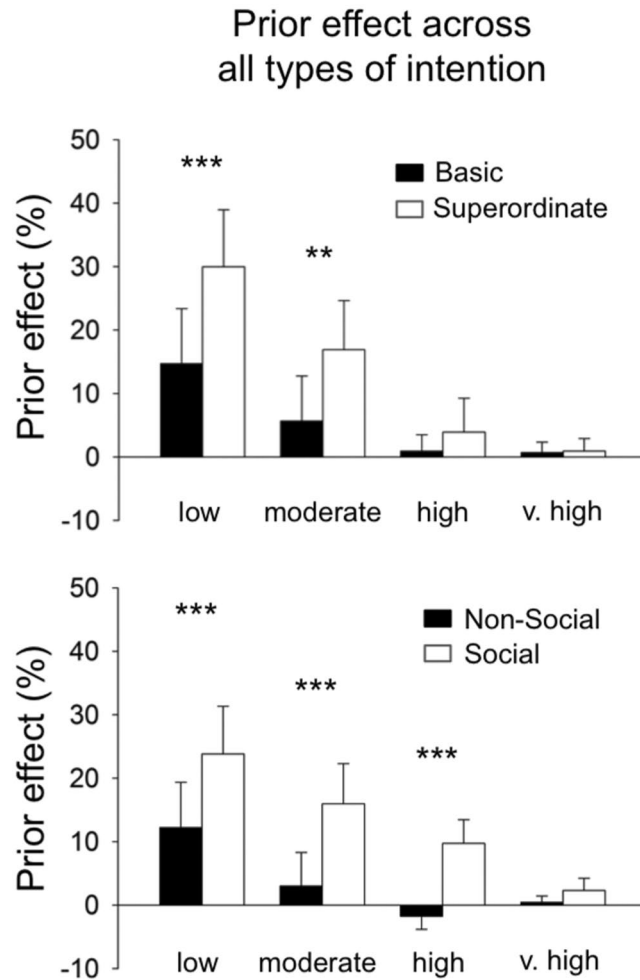 Prior effect across
all types of intention
Prior effect (%)
50
40
30
20
10
0
-10
***
**
Basic
Superordinate
low moderate high v. high
Prior effect (%)
50
40
30
20
10
0
-10
***
***
***
Non-Social
Social
low moderate high v. high